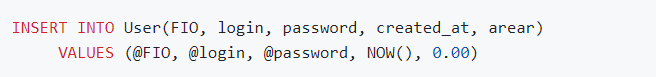 INSERT INTO User(FIO, login, password, created_at, arear)
VALUES (@FIO, @login, @password, NOW(), 0.00)